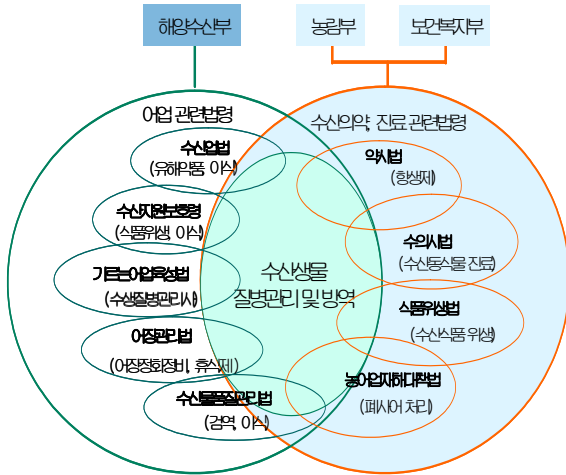 해양수산부
농림부
보건복지부
어업 관련법령
수산의약, 진료 관련법령
수산업법
(유해약품, 이식)
약사법
(항생제)
수산자원보호령
(식품위생, 이식)
수의사법
(수산동식물 진료)
기르는어업육성법
(수생질병관리사)
수산생물
질병관리 및 방역
식품위생법
(수산식품 위생)
어장관리법
(어장정화정비, 휴식제)
농어업재해대책법
(폐사어 처리)
수산물품질관리법
(검역, 이식)